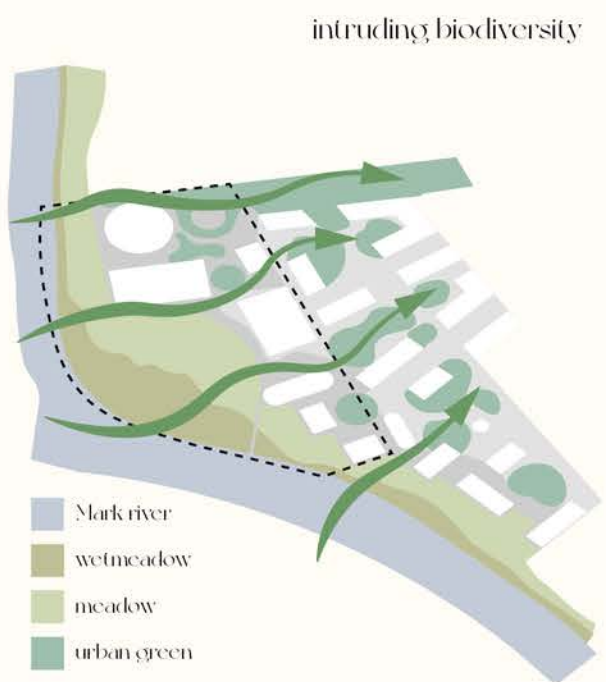 intruding biodiversity
Mark river
wetmeadow
meadow
urban green